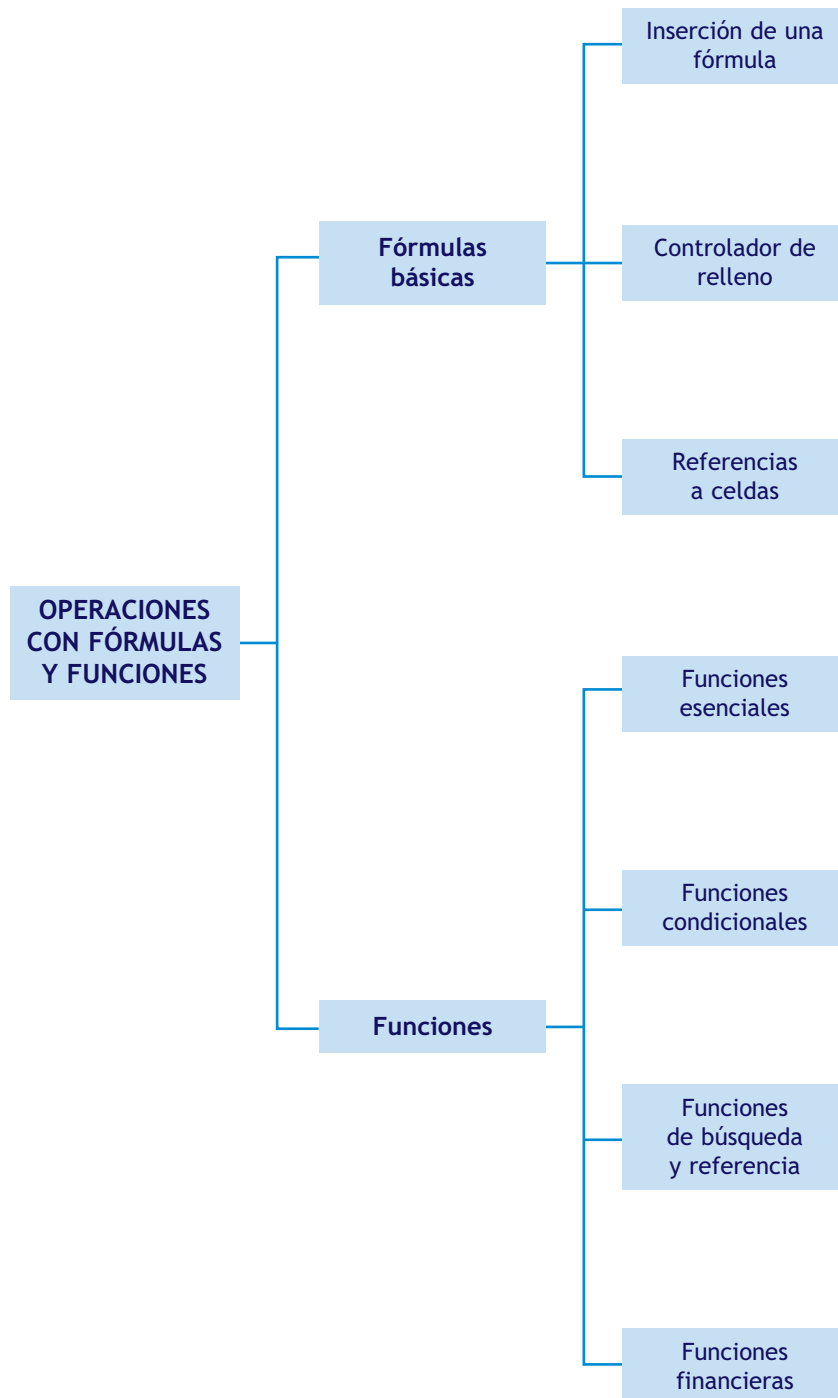 Inserción de una
fórmula
Fórmulas
básicas
Controlador de
relleno
Referencias
a celdas
OPERACIONES
CON FÓRMULAS
Y FUNCIONES
Funciones
esenciales
Funciones
condicionales
Funciones
Funciones
de búsqueda
y referencia
Funciones
financieras